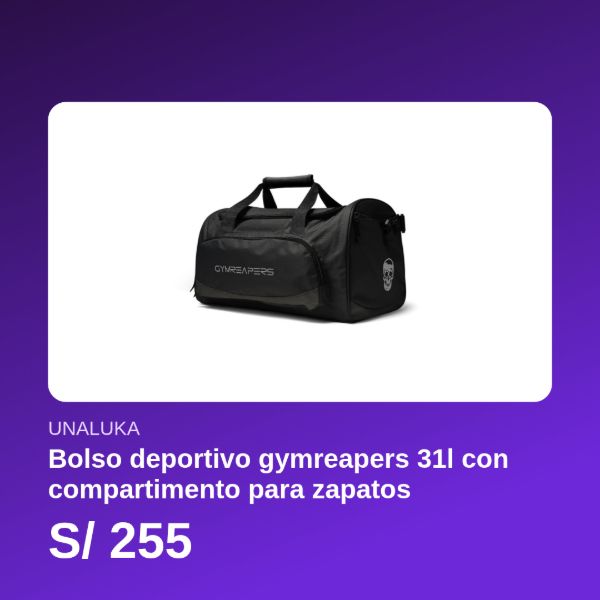 GYMREAPERS
UNALUKA
Bolso deportivo gymreapers 31l con
compartimento para zapatos
S/ 255